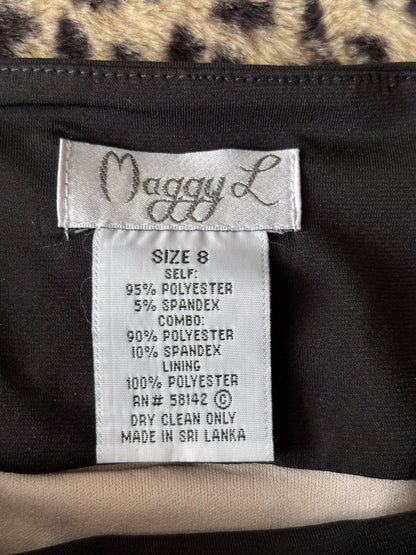 Maggy L
SIZE 8
SELF:
95% POLYESTER
5% SPANDEX
COMBO:
90% POLYESTER
10% SPANDEX
LINING
100% POLYESTER
RN# 58142 ©
DRY CLEAN ONLY
MADE IN SRI LANKA